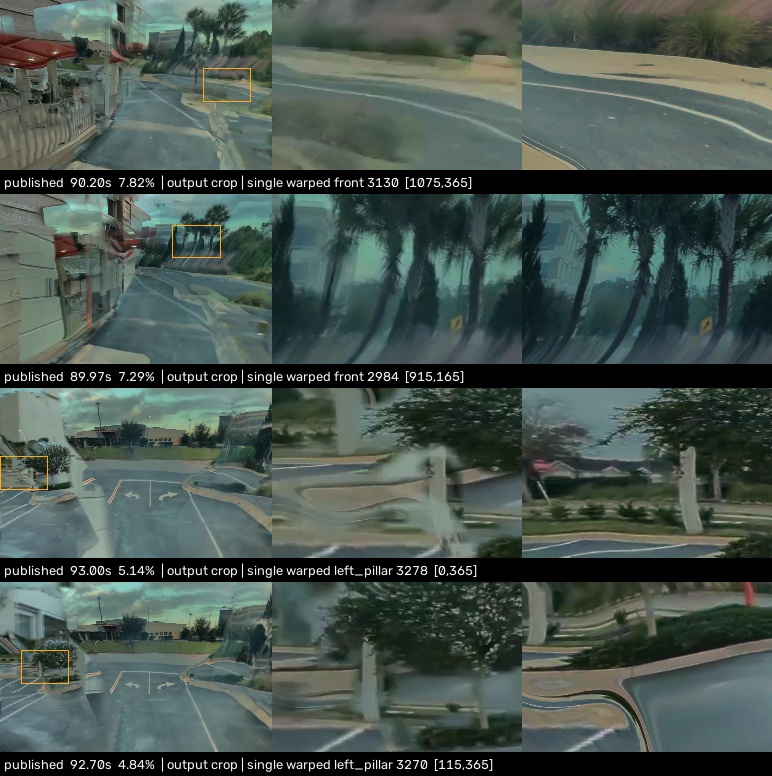 published 90.20s 7.82% | output crop | single warped front 3130 [1075,365]
published 89.97s 7.29% | output crop | single warped front 2984 [915,165]
published 93.00s 5.14% | output crop | single warped left_pillar 3278 [0,365]
published 92.70s 4.84% | output crop | single warped left_pillar 3270 [115,365]